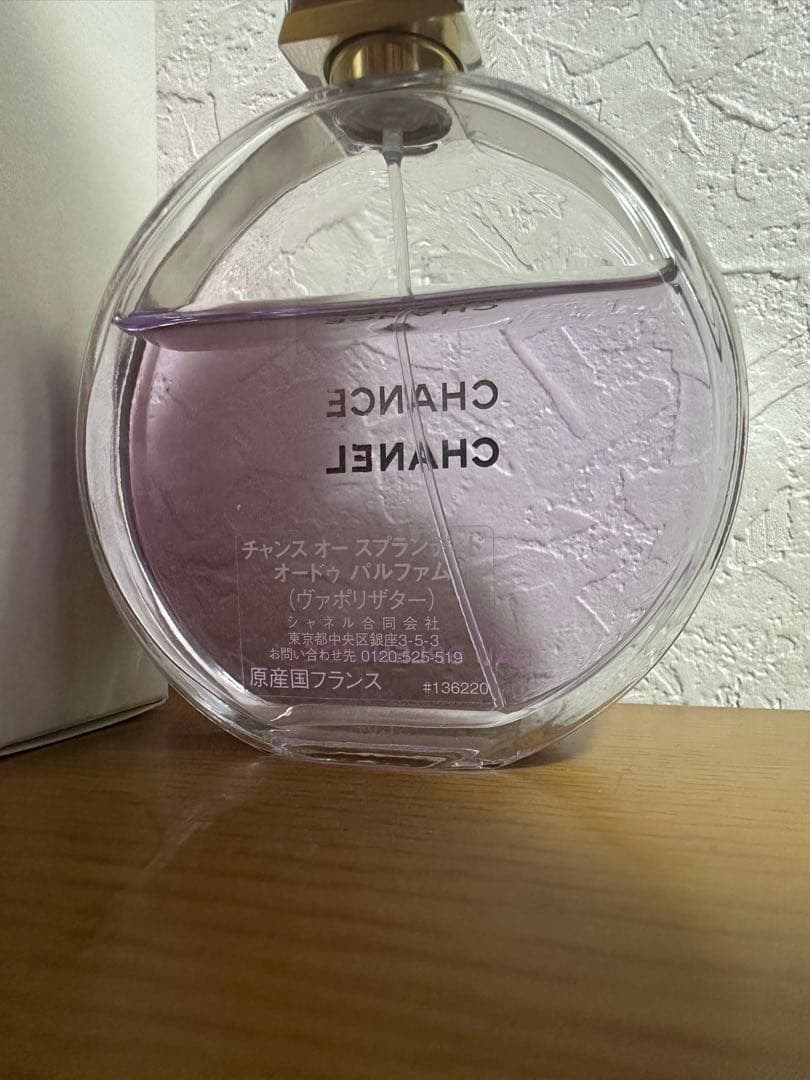 CHANCE
CHANEL
チャンス オー スプランディド
オードゥ パルファム
(ヴァポリザター)
シャネル合同会社
東京都中央区銀座3-5-3
お問い合わせ先 0120-525-519
原産国フランス #136220